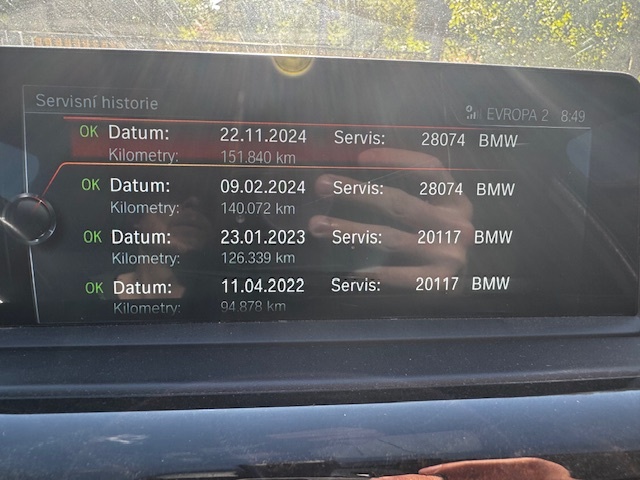 Servisní historie
EVROPA 2 8:49
OK Datum: 22.11.2024 Servis: 28074 BMW
Kilometry: 151.840 km
OK Datum: 09.02.2024 Servis: 28074 BMW
Kilometry: 140.072 km
OK Datum: 23.01.2023 Servis: 20117 BMW
Kilometry: 126.339 km
OK Datum: 11.04.2022 Servis: 20117 BMW
Kilometry: 94.878 km